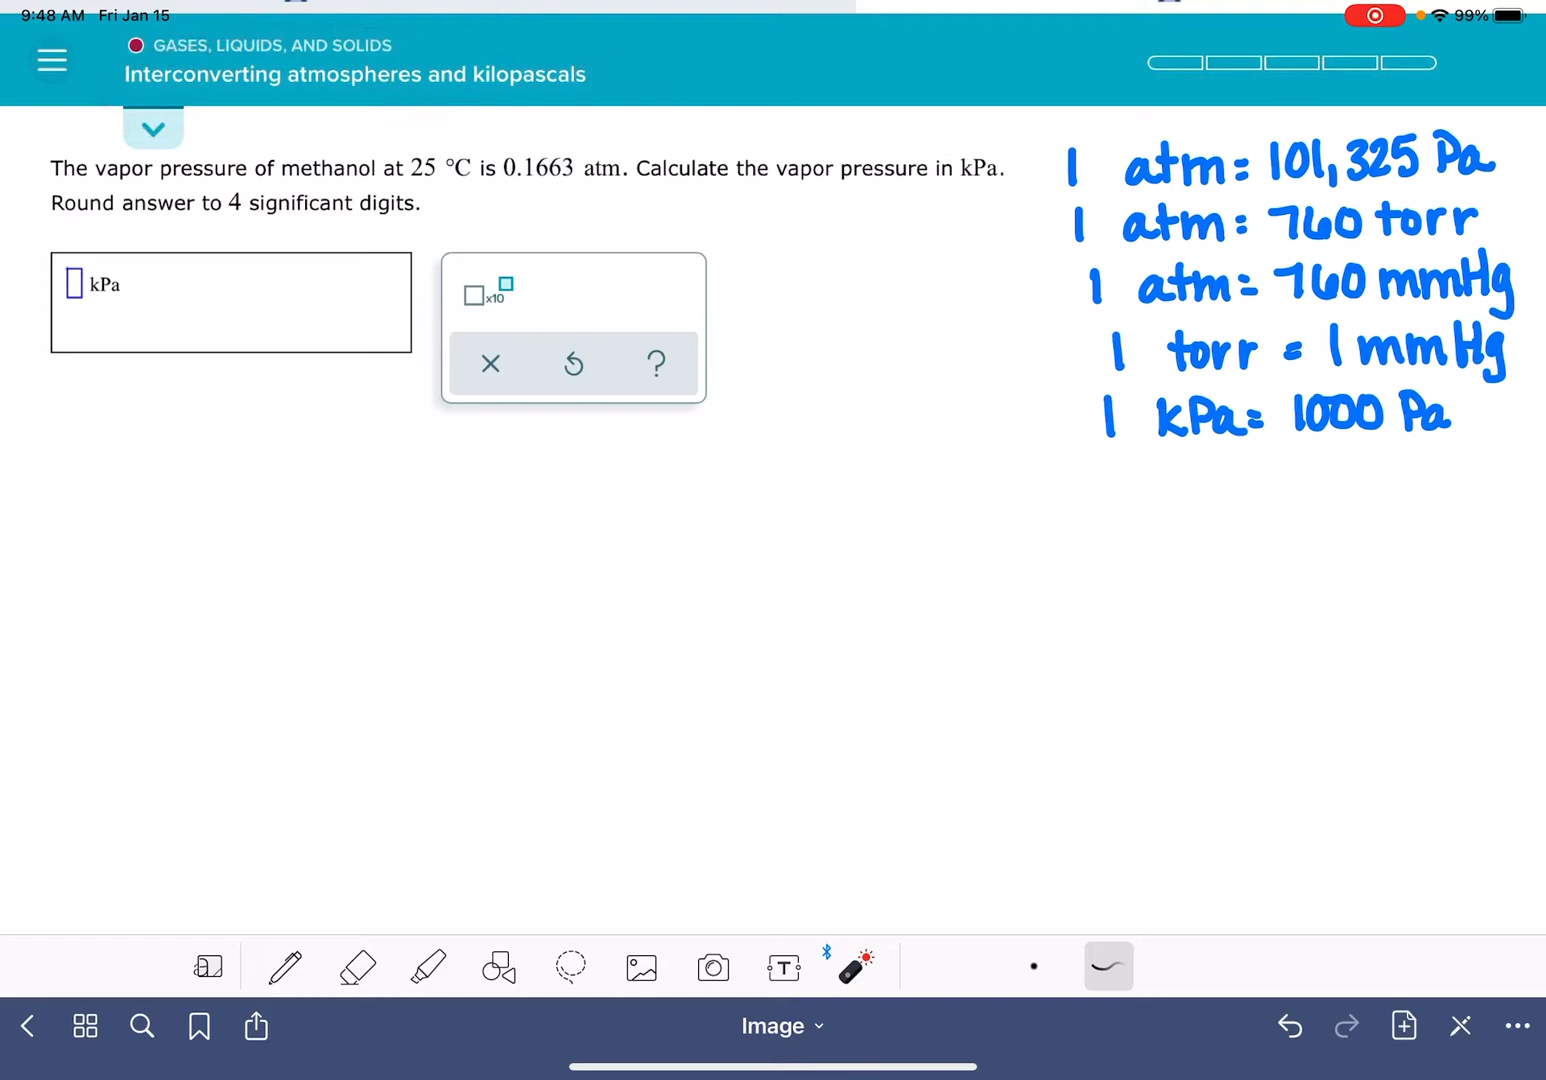 9:48 AM Fri Jan 15
99%
GASES, LIQUIDS, AND SOLIDS
Interconverting atmospheres and kilopascals
The vapor pressure of methanol at 25 °C is 0.1663 atm. Calculate the vapor pressure in kPa.
Round answer to 4 significant digits.
kPa
x10
?
1 atm = 101,325 Pa
1 atm = 760 torr
1 atm = 760 mmHg
1 torr = 1 mmHg
1 kPa = 1000 Pa
T
Image